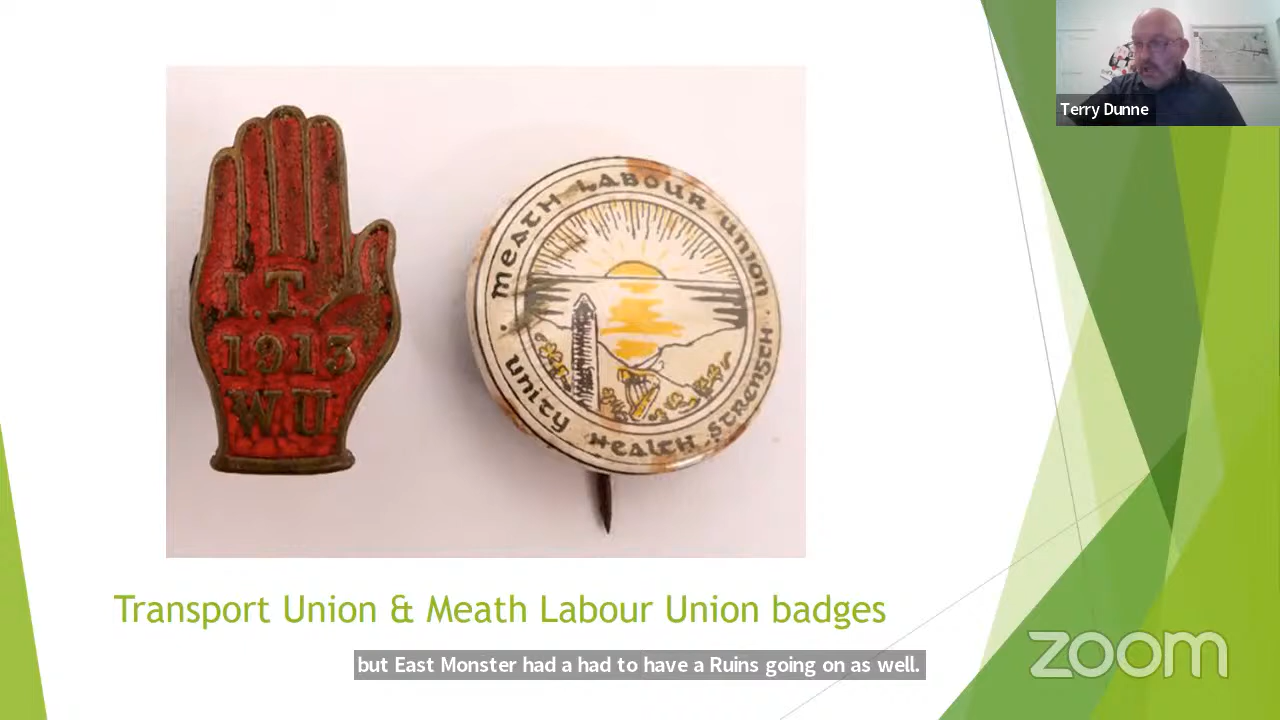 Terry Dunne
I.T.
1913
WU
MEATH LABOUR UNION
UNITY HEALTH STRENGTH
Transport Union & Meath Labour Union badges
but East Monster had a had to have a Ruins going on as well.
zoom